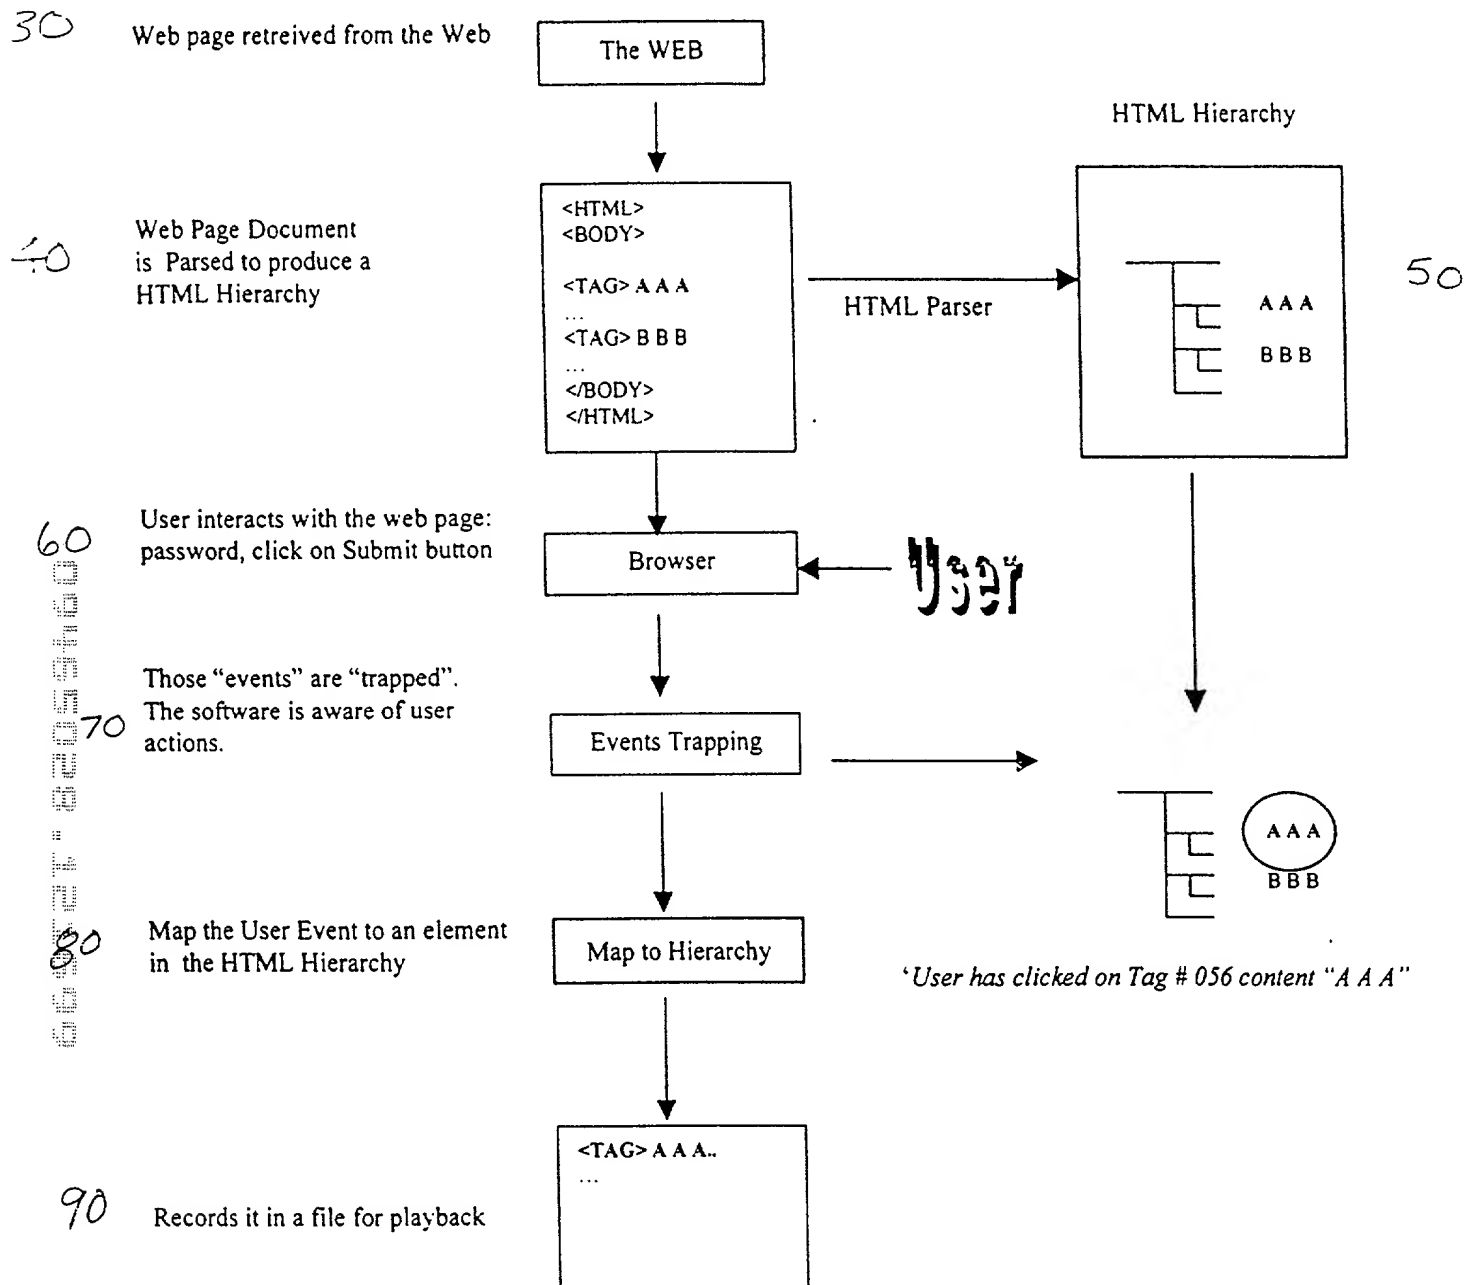 30
Web page retreived from the Web
The WEB
HTML Hierarchy
40
Web Page Document
is Parsed to produce a
HTML Hierarchy
<HTML>
<BODY>
<TAG> A A A
...
<TAG> B B B
...
</BODY>
</HTML>
HTML Parser
A A A
B B B
50
60
User interacts with the web page:
password, click on Submit button
Browser
User
70
Those “events” are “trapped”.
The software is aware of user
actions.
Events Trapping
A A A
B B B
80
Map the User Event to an element
in the HTML Hierarchy
Map to Hierarchy
‘User has clicked on Tag # 056 content “A A A”
90
Records it in a file for playback
<TAG> A A A..
...